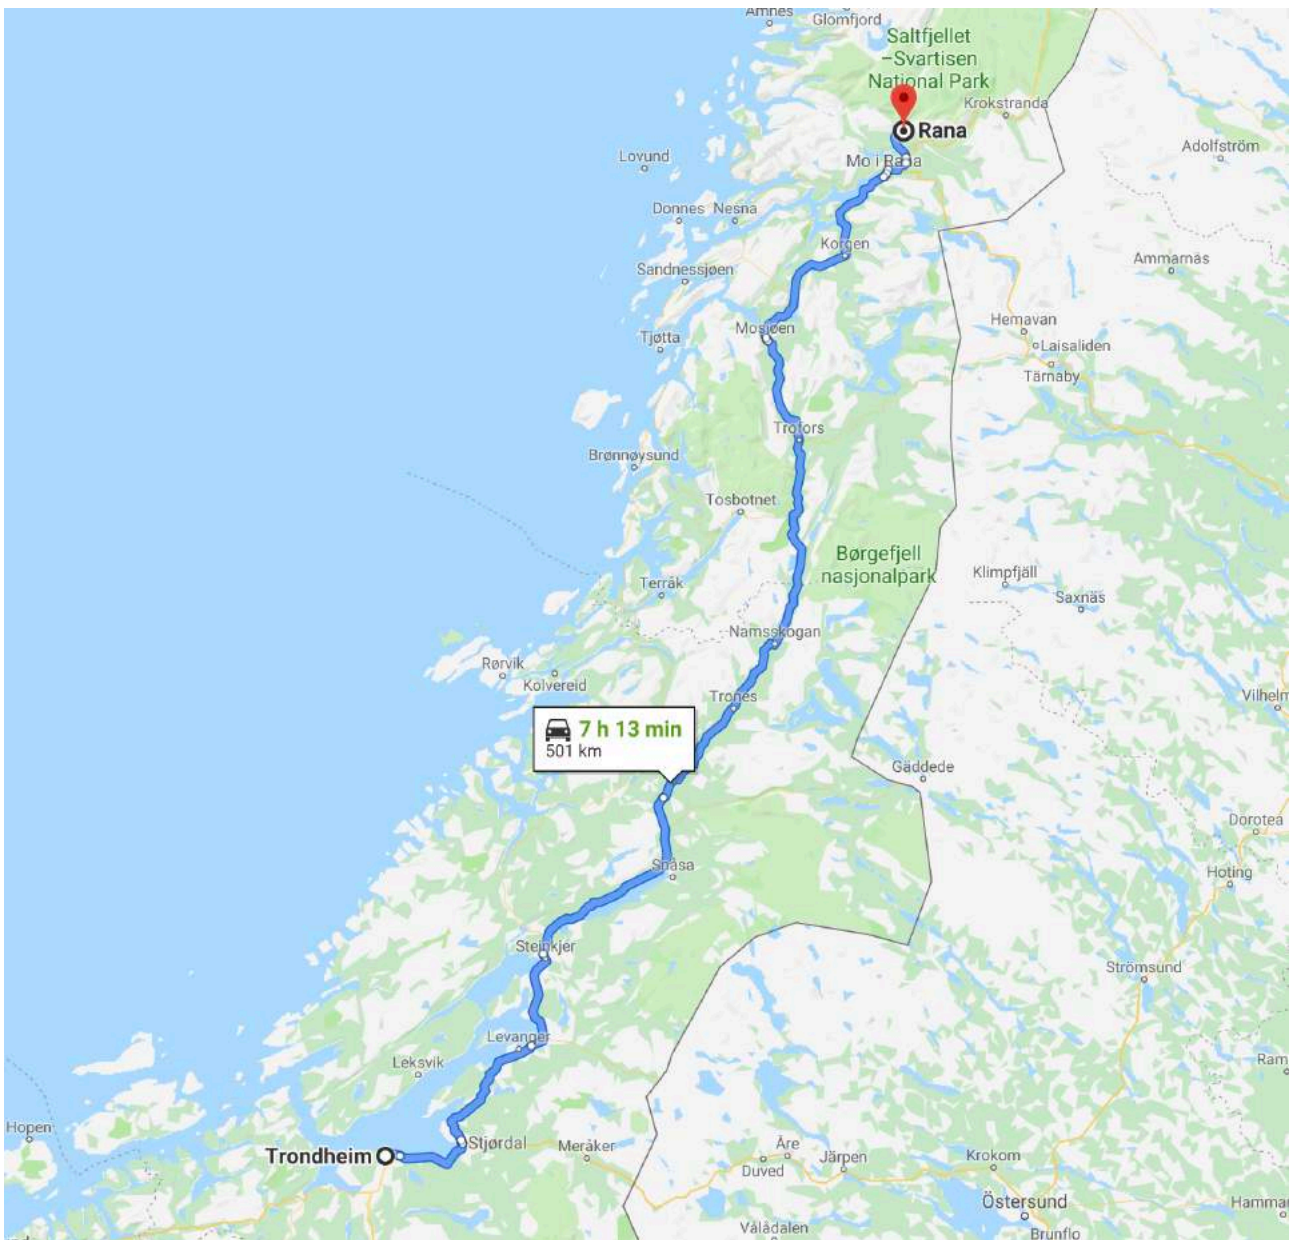 Åmnes
Glomfjord
Saltfjellet
–Svartisen
National Park
Krokstranda
Rana
Adolfström
Lovund
Mo i Rana
Donnes
Nesna
Korgen
Ammarnäs
Sandnessjøen
Hemavan
Mosjøen
Tjøtta
Laisaliden
Tärnaby
Trofors
Brønnøysund
Tosbotnet
Børgefjell
nasjonalpark
Klimpfjäll
Terråk
Saxnäs
Namsskogan
Rørvik
Kolvereid
Trones
Vilhelm
7 h 13 min
501 km
Gäddede
Dorotea
Snåsa
Hoting
Steinkjer
Strömsund
Levanger
Leksvik
Ram
Hopen
Trondheim
Stjørdal
Meråker
Åre
Duved
Järpen
Krokom
Östersund
Hammar
Vålådalen
Brunflo